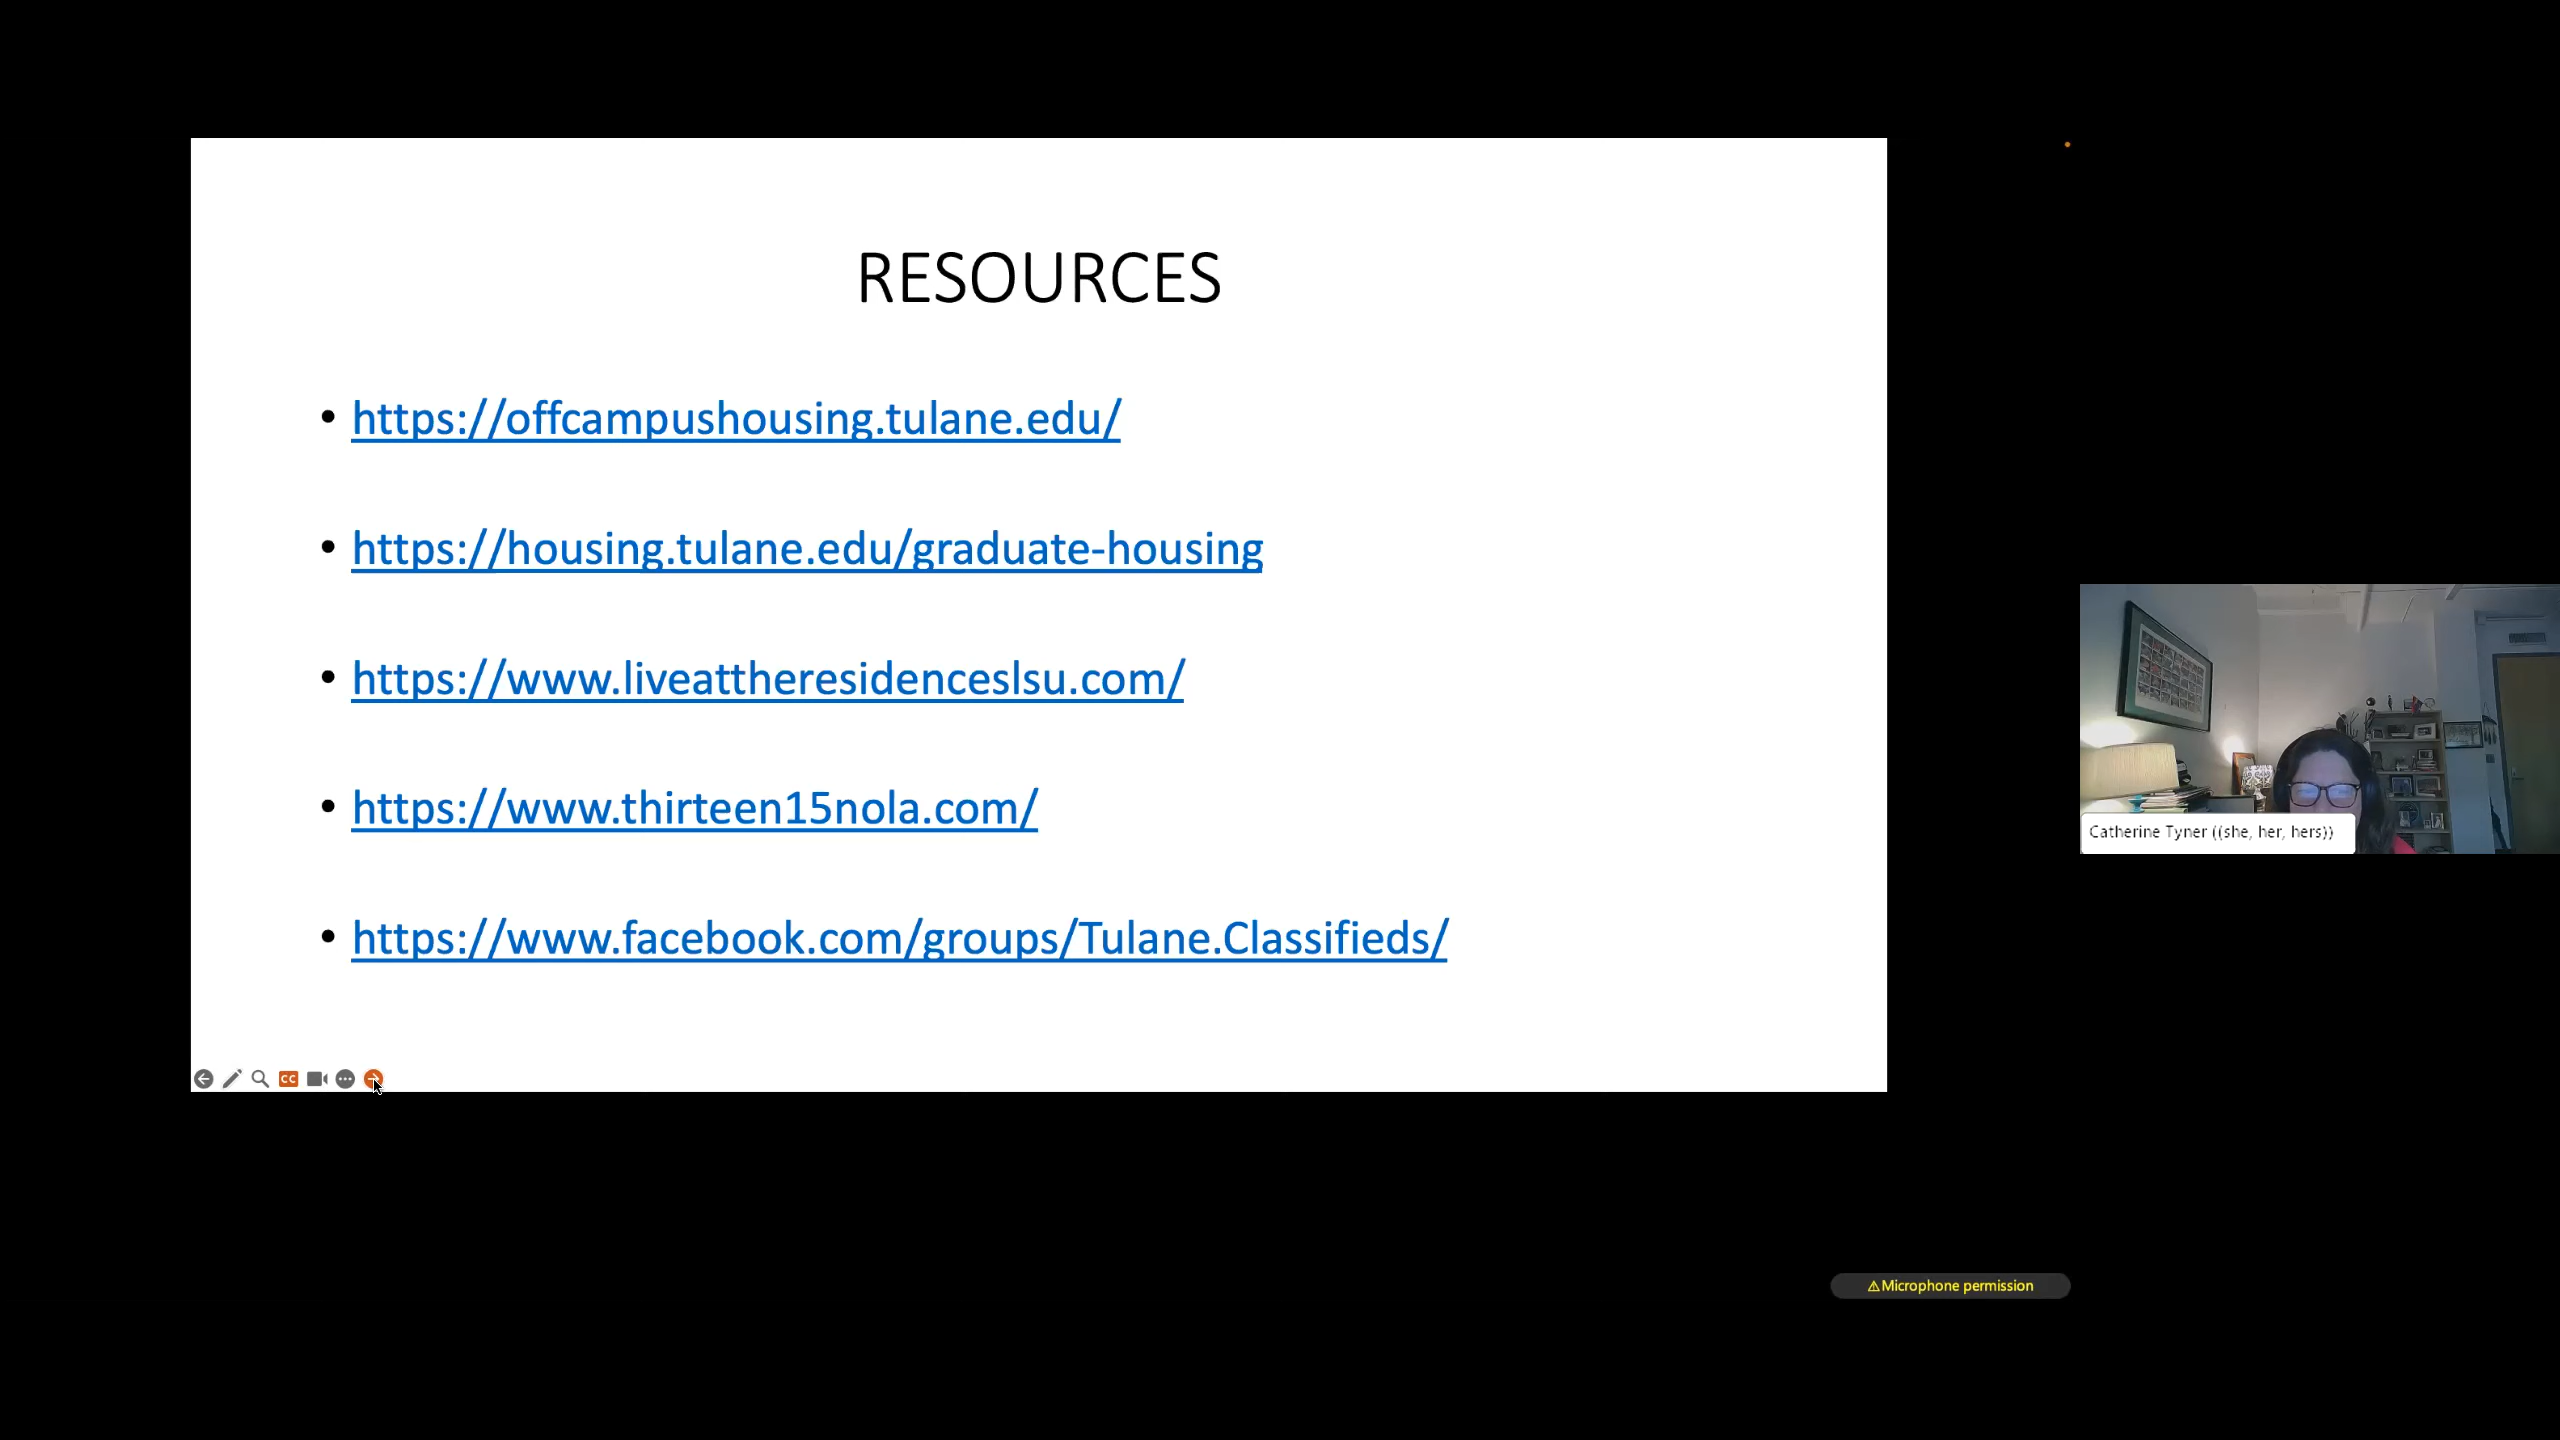 RESOURCES
• https://offcampushousing.tulane.edu/
• https://housing.tulane.edu/graduate-housing
• https://www.liveattheresidenceslsu.com/
• https://www.thirteen15nola.com/
• https://www.facebook.com/groups/Tulane.Classifieds/
CC
Catherine Tyner ((she, her, hers))
⚠Microphone permission